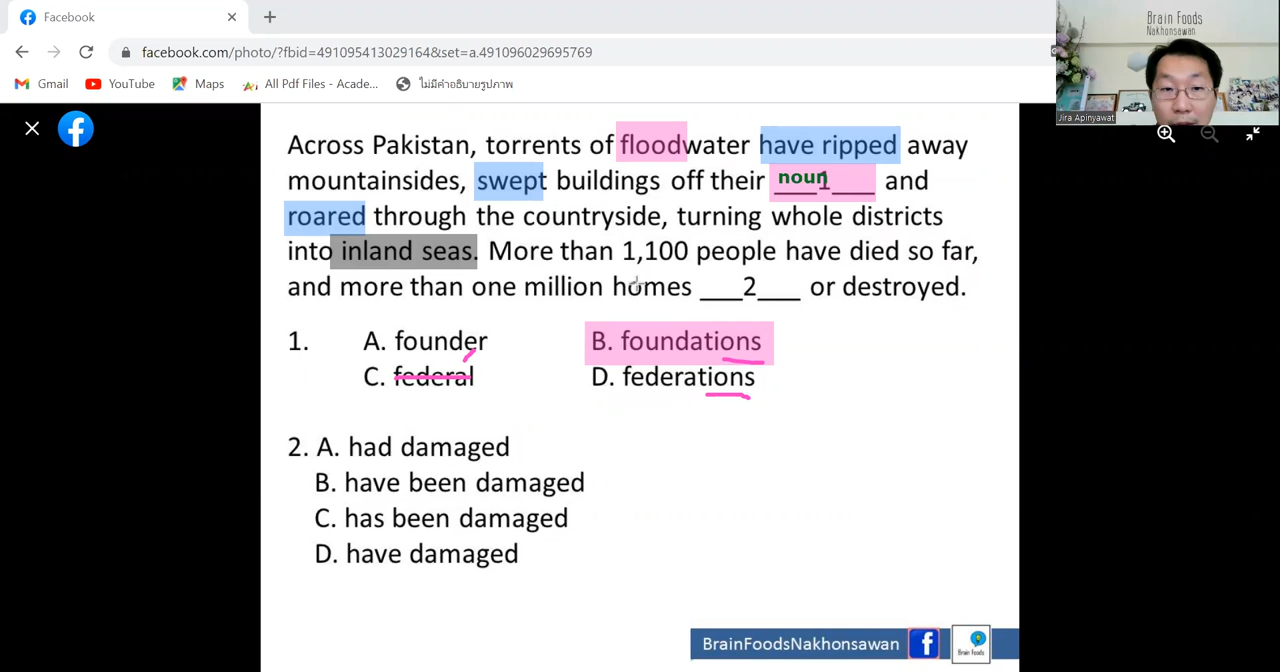 Facebook
facebook.com/photo/?fbid=491095413029164&set=a.491096029695769
Gmail YouTube Maps All Pdf Files - Acade... ไม่มีคำอธิบายรูปภาพ
Brain Foods
Nakhonsawan
Jira Apinyawat
Across Pakistan, torrents of floodwater have ripped away
mountainsides, swept buildings off their ___1___ and
noun
roared through the countryside, turning whole districts
into inland seas. More than 1,100 people have died so far,
and more than one million homes ___2___ or destroyed.
1. A. founder B. foundations
C. federal D. federations
2. A. had damaged
B. have been damaged
C. has been damaged
D. have damaged
BrainFoodsNakhonsawan
Brain Foods